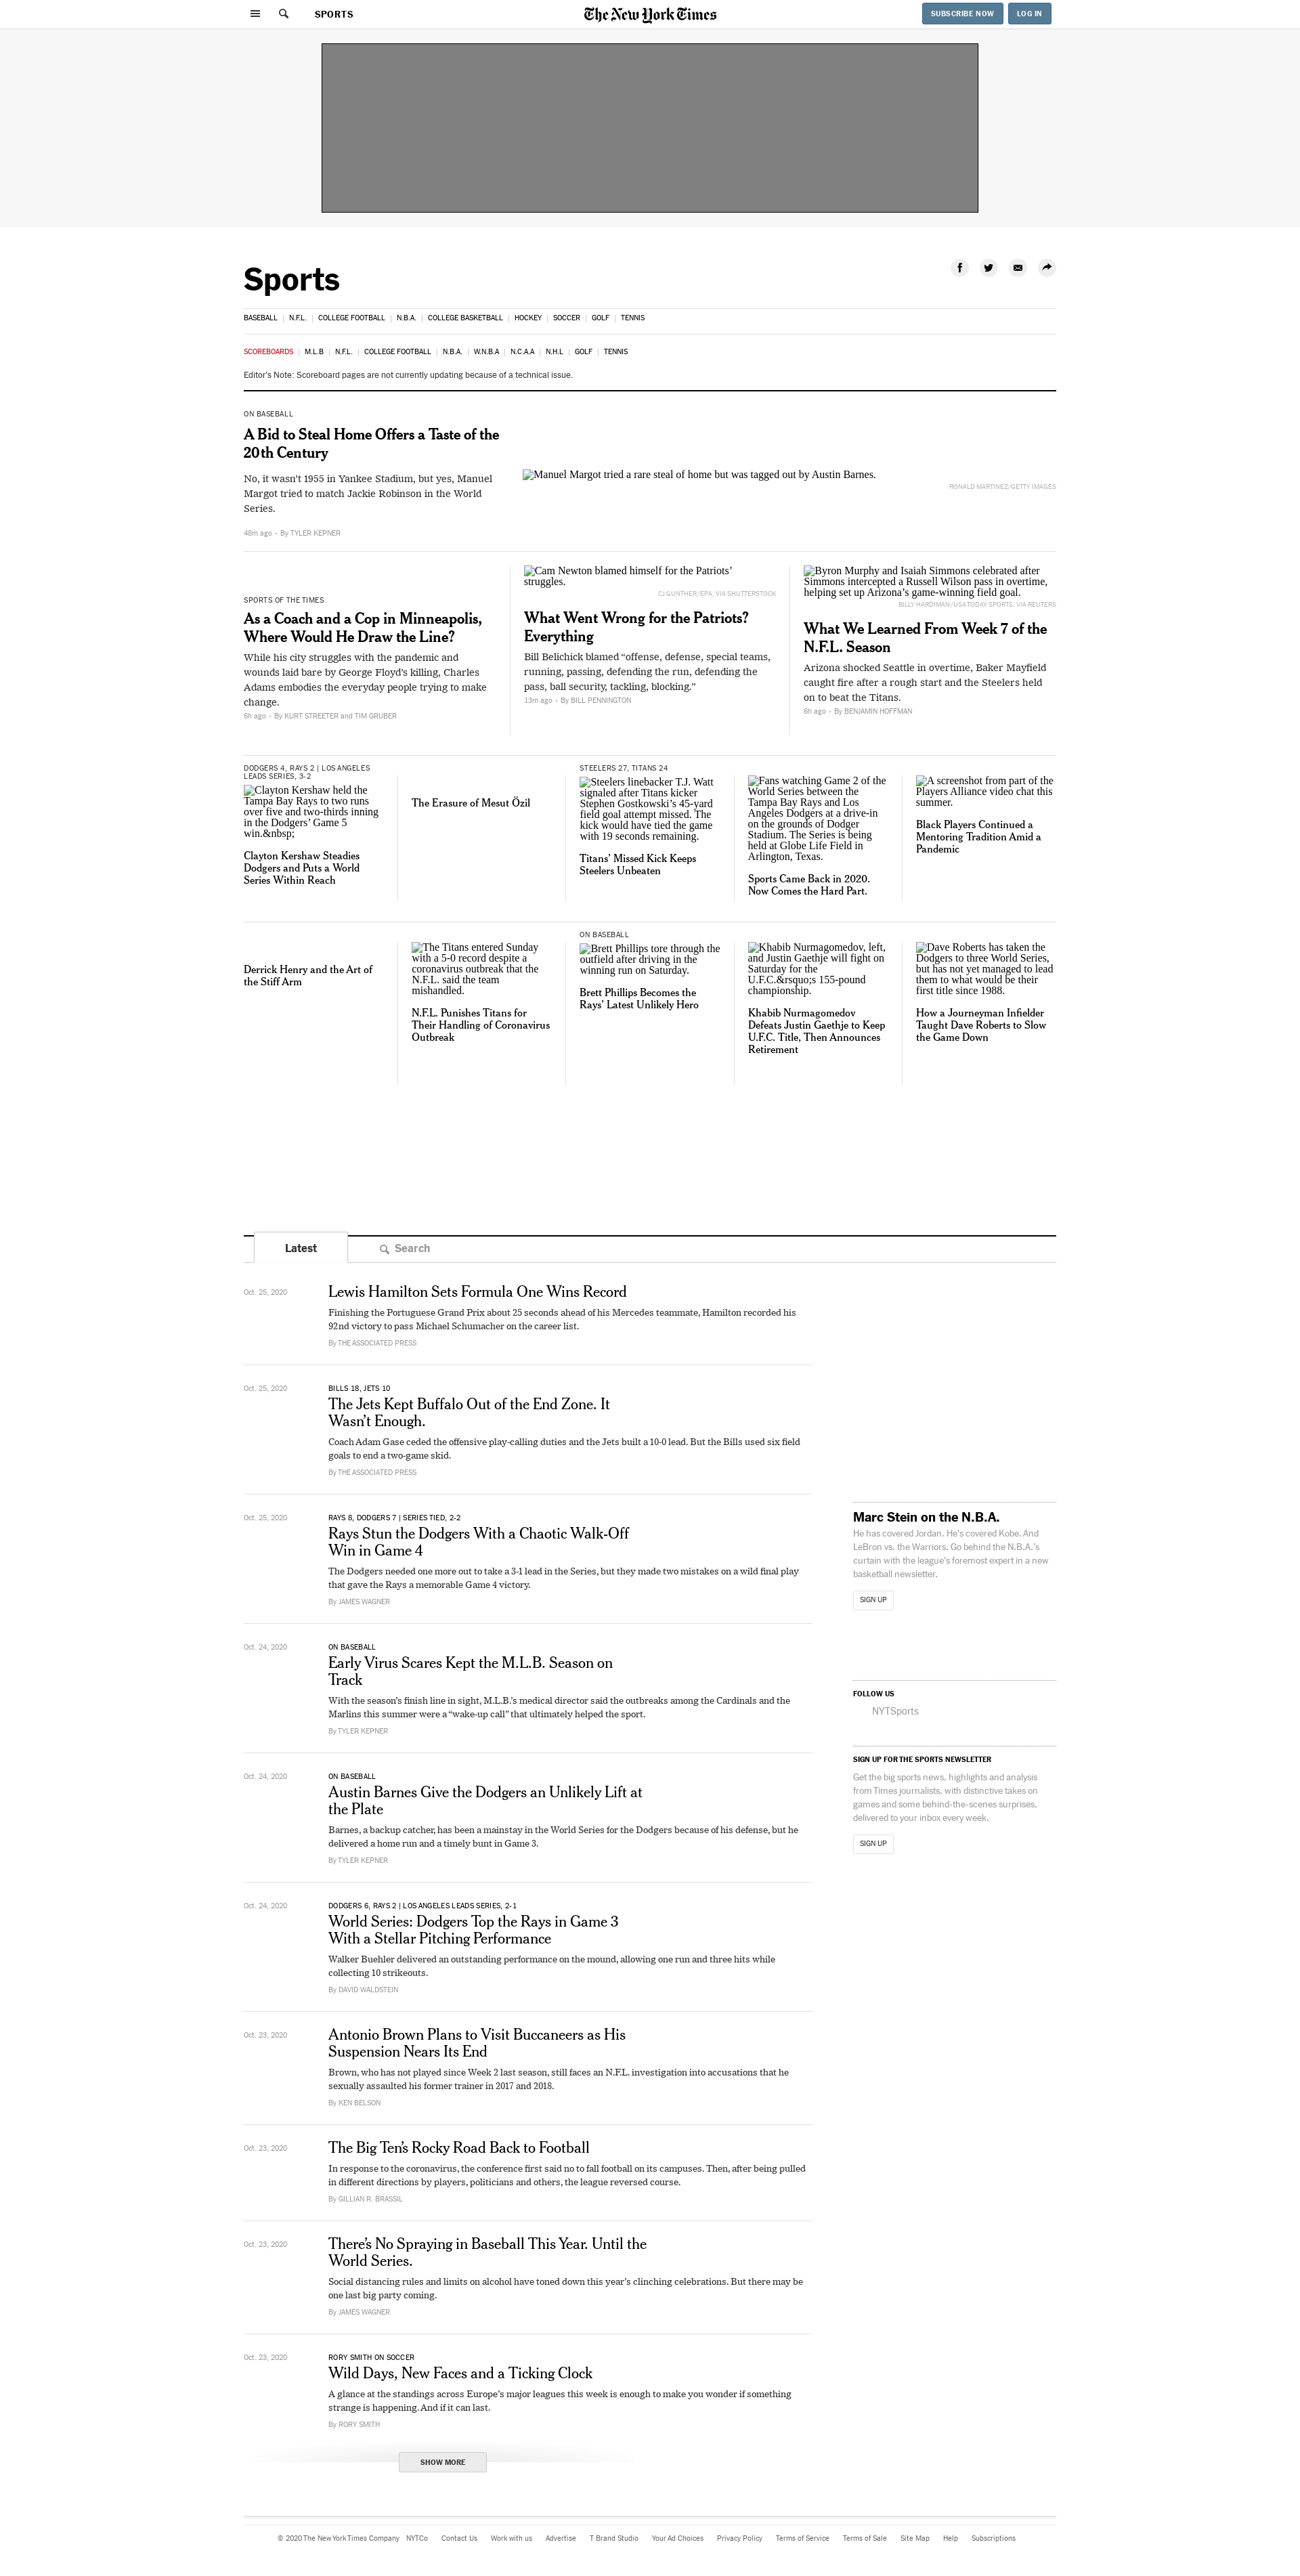 SPORTS
The New York Times
SUBSCRIBE NOW
LOG IN
Sports
BASEBALL | N.F.L. | COLLEGE FOOTBALL | N.B.A. | COLLEGE BASKETBALL | HOCKEY | SOCCER | GOLF | TENNIS
SCOREBOARDS | M.L.B | N.F.L. | COLLEGE FOOTBALL | N.B.A. | W.N.B.A | N.C.A.A | N.H.L | GOLF | TENNIS
Editor's Note: Scoreboard pages are not currently updating because of a technical issue.
ON BASEBALL
A Bid to Steal Home Offers a Taste of the
20th Century
No, it wasn't 1955 in Yankee Stadium, but yes, Manuel
Margot tried to match Jackie Robinson in the World
Series.
48m ago • By TYLER KEPNER
Manuel Margot tried a rare steal of home but was tagged out by Austin Barnes.
RONALD MARTINEZ/GETTY IMAGES
SPORTS OF THE TIMES
As a Coach and a Cop in Minneapolis,
Where Would He Draw the Line?
While his city struggles with the pandemic and
wounds laid bare by George Floyd's killing, Charles
Adams embodies the everyday people trying to make
change.
6h ago • By KURT STREETER and TIM GRUBER
Cam Newton blamed himself for the Patriots'
struggles.
CJ GUNTHER/EPA, VIA SHUTTERSTOCK
What Went Wrong for the Patriots?
Everything
Bill Belichick blamed “offense, defense, special teams,
running, passing, defending the run, defending the
pass, ball security, tackling, blocking.”
13m ago • By BILL PENNINGTON
Byron Murphy and Isaiah Simmons celebrated after
Simmons intercepted a Russell Wilson pass in overtime,
helping set up Arizona's game-winning field goal.
BILLY HARDIMAN/USA TODAY SPORTS, VIA REUTERS
What We Learned From Week 7 of the
N.F.L. Season
Arizona shocked Seattle in overtime, Baker Mayfield
caught fire after a rough start and the Steelers held
on to beat the Titans.
6h ago • By BENJAMIN HOFFMAN
DODGERS 4, RAYS 2 | LOS ANGELES
LEADS SERIES, 3-2
Clayton Kershaw held the
Tampa Bay Rays to two runs
over five and two-thirds inning
in the Dodgers' Game 5
win.&nbsp;
Clayton Kershaw Steadies
Dodgers and Puts a World
Series Within Reach
The Erasure of Mesut Özil
STEELERS 27, TITANS 24
Steelers linebacker T.J. Watt
signaled after Titans kicker
Stephen Gostkowski's 45-yard
field goal attempt missed. The
kick would have tied the game
with 19 seconds remaining.
Titans' Missed Kick Keeps
Steelers Unbeaten
Fans watching Game 2 of the
World Series between the
Tampa Bay Rays and Los
Angeles Dodgers at a drive-in
on the grounds of Dodger
Stadium. The Series is being
held at Globe Life Field in
Arlington, Texas.
Sports Came Back in 2020.
Now Comes the Hard Part.
A screenshot from part of the
Players Alliance video chat this
summer.
Black Players Continued a
Mentoring Tradition Amid a
Pandemic
Derrick Henry and the Art of
the Stiff Arm
The Titans entered Sunday
with a 5-0 record despite a
coronavirus outbreak that the
N.F.L. said the team
mishandled.
N.F.L. Punishes Titans for
Their Handling of Coronavirus
Outbreak
ON BASEBALL
Brett Phillips tore through the
outfield after driving in the
winning run on Saturday.
Brett Phillips Becomes the
Rays' Latest Unlikely Hero
Khabib Nurmagomedov, left,
and Justin Gaethje will fight on
Saturday for the
U.F.C.&rsquo;s 155-pound
championship.
Khabib Nurmagomedov
Defeats Justin Gaethje to Keep
U.F.C. Title, Then Announces
Retirement
Dave Roberts has taken the
Dodgers to three World Series,
but has not yet managed to lead
them to what would be their
first title since 1988.
How a Journeyman Infielder
Taught Dave Roberts to Slow
the Game Down
Latest
Search
Oct. 25, 2020
Lewis Hamilton Sets Formula One Wins Record
Finishing the Portuguese Grand Prix about 25 seconds ahead of his Mercedes teammate, Hamilton recorded his
92nd victory to pass Michael Schumacher on the career list.
By THE ASSOCIATED PRESS
Oct. 25, 2020
BILLS 18, JETS 10
The Jets Kept Buffalo Out of the End Zone. It
Wasn't Enough.
Coach Adam Gase ceded the offensive play-calling duties and the Jets built a 10-0 lead. But the Bills used six field
goals to end a two-game skid.
By THE ASSOCIATED PRESS
Oct. 25, 2020
RAYS 8, DODGERS 7 | SERIES TIED, 2-2
Rays Stun the Dodgers With a Chaotic Walk-Off
Win in Game 4
The Dodgers needed one more out to take a 3-1 lead in the Series, but they made two mistakes on a wild final play
that gave the Rays a memorable Game 4 victory.
By JAMES WAGNER
Oct. 24, 2020
ON BASEBALL
Early Virus Scares Kept the M.L.B. Season on
Track
With the season's finish line in sight, M.L.B.'s medical director said the outbreaks among the Cardinals and the
Marlins this summer were a “wake-up call” that ultimately helped the sport.
By TYLER KEPNER
Oct. 24, 2020
ON BASEBALL
Austin Barnes Give the Dodgers an Unlikely Lift at
the Plate
Barnes, a backup catcher, has been a mainstay in the World Series for the Dodgers because of his defense, but he
delivered a home run and a timely bunt in Game 3.
By TYLER KEPNER
Oct. 24, 2020
DODGERS 6, RAYS 2 | LOS ANGELES LEADS SERIES, 2-1
World Series: Dodgers Top the Rays in Game 3
With a Stellar Pitching Performance
Walker Buehler delivered an outstanding performance on the mound, allowing one run and three hits while
collecting 10 strikeouts.
By DAVID WALDSTEIN
Oct. 23, 2020
Antonio Brown Plans to Visit Buccaneers as His
Suspension Nears Its End
Brown, who has not played since Week 2 last season, still faces an N.F.L. investigation into accusations that he
sexually assaulted his former trainer in 2017 and 2018.
By KEN BELSON
Oct. 23, 2020
The Big Ten's Rocky Road Back to Football
In response to the coronavirus, the conference first said no to fall football on its campuses. Then, after being pulled
in different directions by players, politicians and others, the league reversed course.
By GILLIAN R. BRASSIL
Oct. 23, 2020
There's No Spraying in Baseball This Year. Until the
World Series.
Social distancing rules and limits on alcohol have toned down this year's clinching celebrations. But there may be
one last big party coming.
By JAMES WAGNER
Oct. 23, 2020
RORY SMITH ON SOCCER
Wild Days, New Faces and a Ticking Clock
A glance at the standings across Europe's major leagues this week is enough to make you wonder if something
strange is happening. And if it can last.
By RORY SMITH
SHOW MORE
Marc Stein on the N.B.A.
He has covered Jordan. He's covered Kobe. And
LeBron vs. the Warriors. Go behind the N.B.A.'s
curtain with the league's foremost expert in a new
basketball newsletter.
SIGN UP
FOLLOW US
NYTSports
SIGN UP FOR THE SPORTS NEWSLETTER
Get the big sports news, highlights and analysis
from Times journalists, with distinctive takes on
games and some behind-the-scenes surprises,
delivered to your inbox every week.
SIGN UP
© 2020 The New York Times Company NYTCo Contact Us Work with us Advertise T Brand Studio Your Ad Choices Privacy Policy Terms of Service Terms of Sale Site Map Help Subscriptions